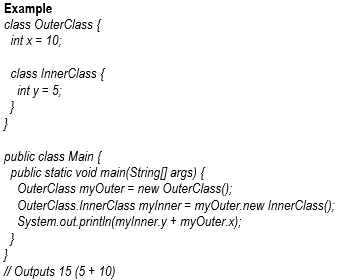 Example
class OuterClass {
  int x = 10;

  class InnerClass {
    int y = 5;
  }
}

public class Main {
  public static void main(String[] args) {
    OuterClass myOuter = new OuterClass();
    OuterClass.InnerClass myInner = myOuter.new InnerClass();
    System.out.println(myInner.y + myOuter.x);
  }
}
// Outputs 15 (5 + 10)